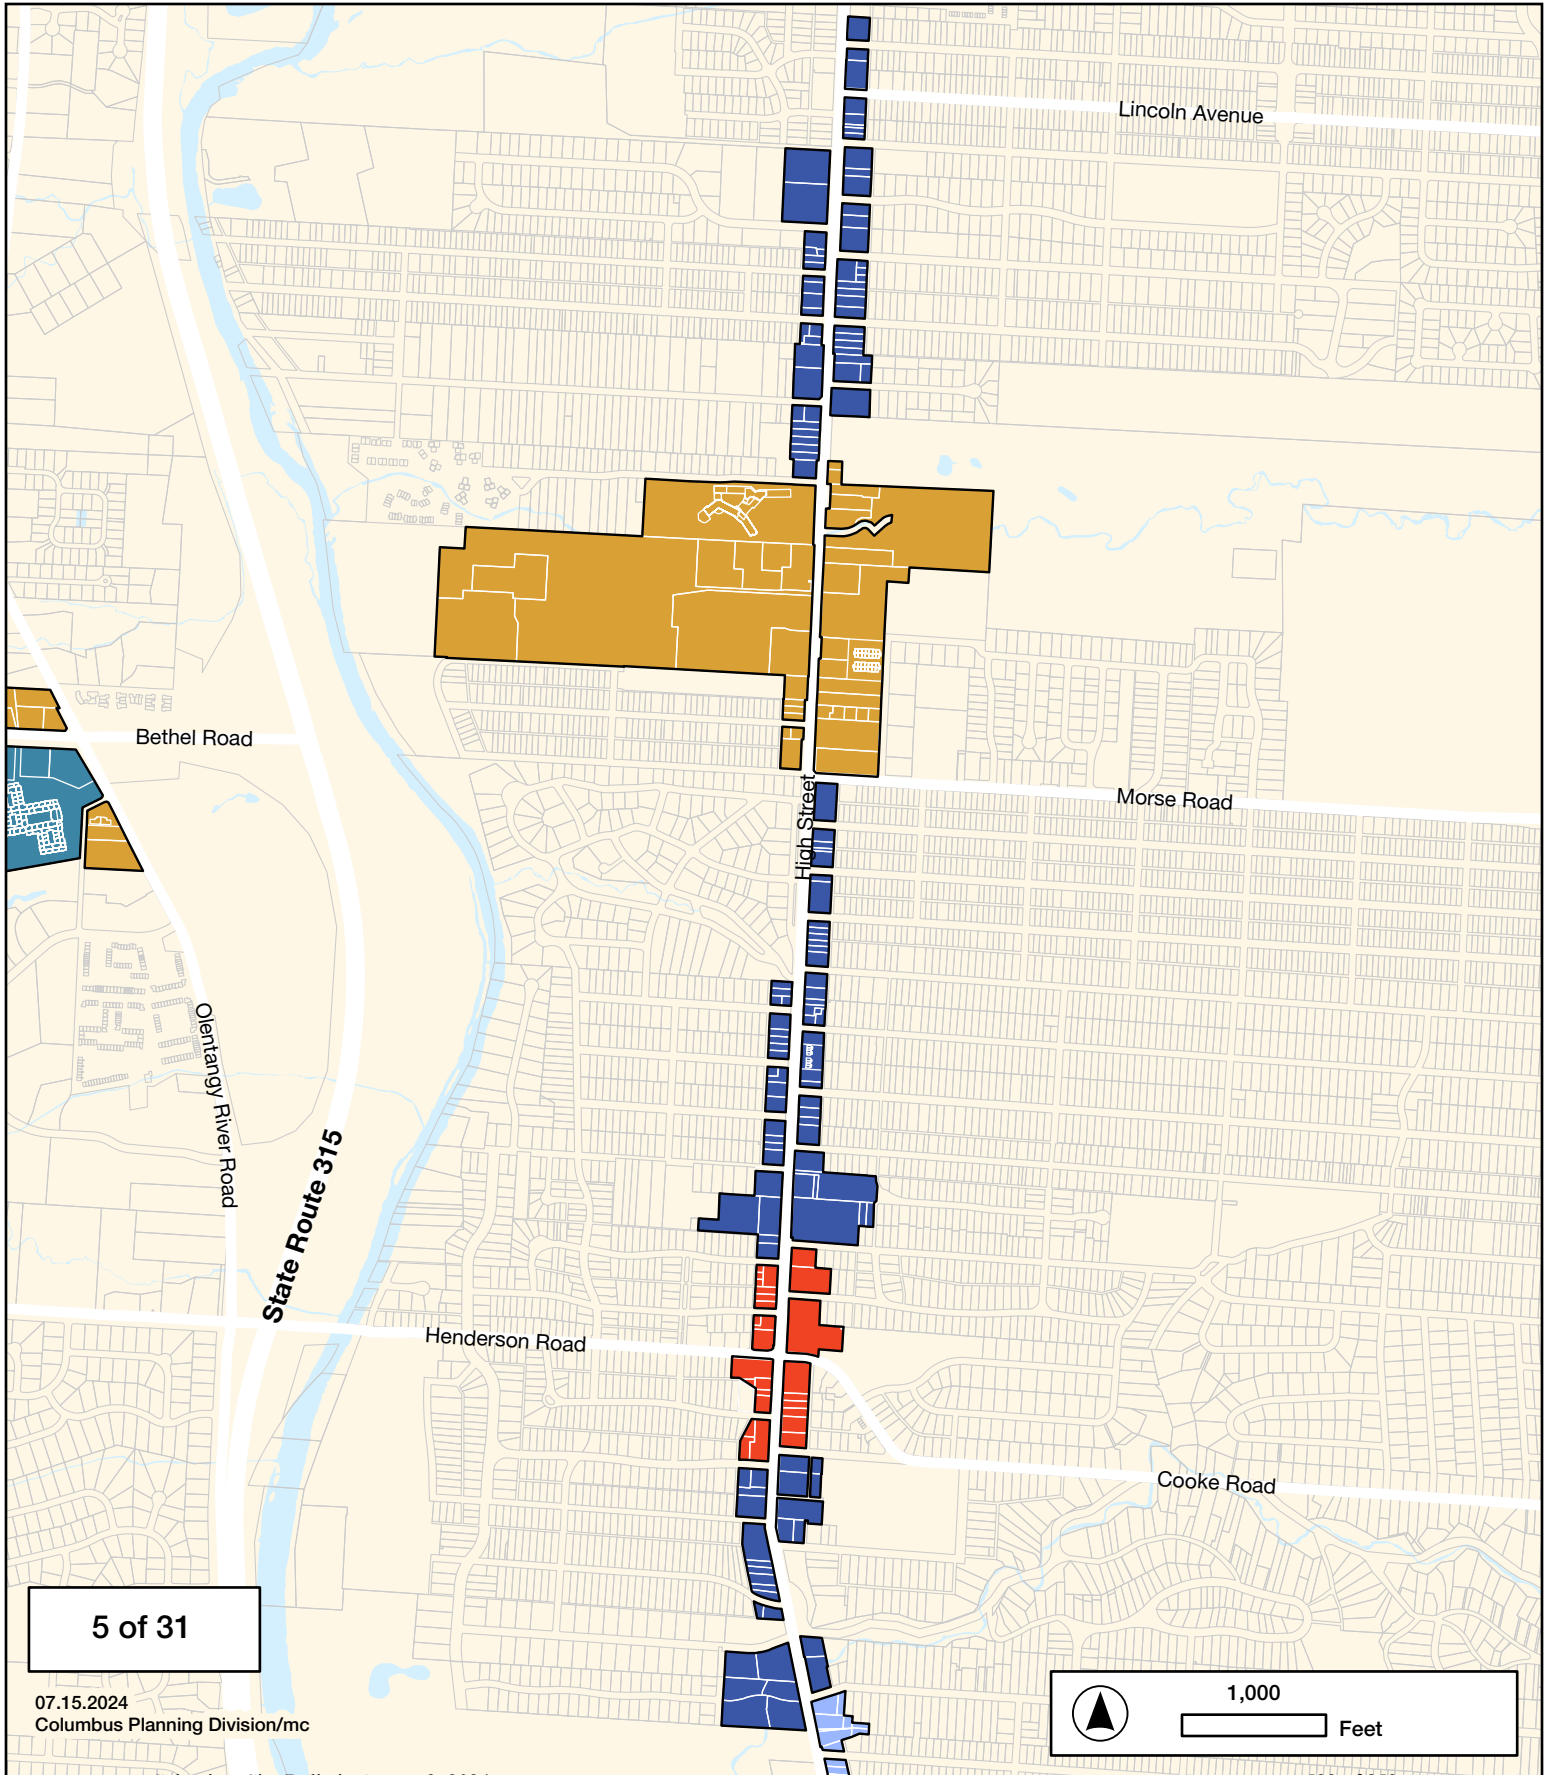 Lincoln Avenue
Bethel Road
Morse Road
High Street
Olentangy River Road
State Route 315
Henderson Road
Cooke Road
5 of 31
07.15.2024
Columbus Planning Division/mc
1,000
Feet